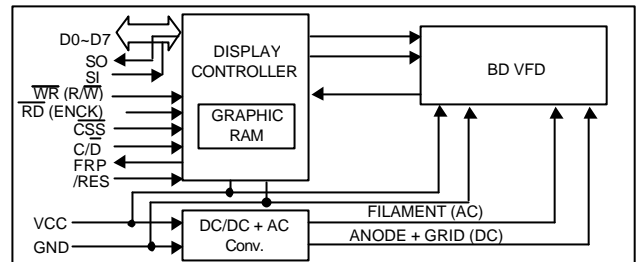 D0~D7
SO
SI
WR (R/W)
RD (ENCK)
CSS
C/D
FRP
/RES
VCC
GND
DISPLAY
CONTROLLER
GRAPHIC
RAM
BD VFD
DC/DC + AC
Conv.
FILAMENT (AC)
ANODE + GRID (DC)